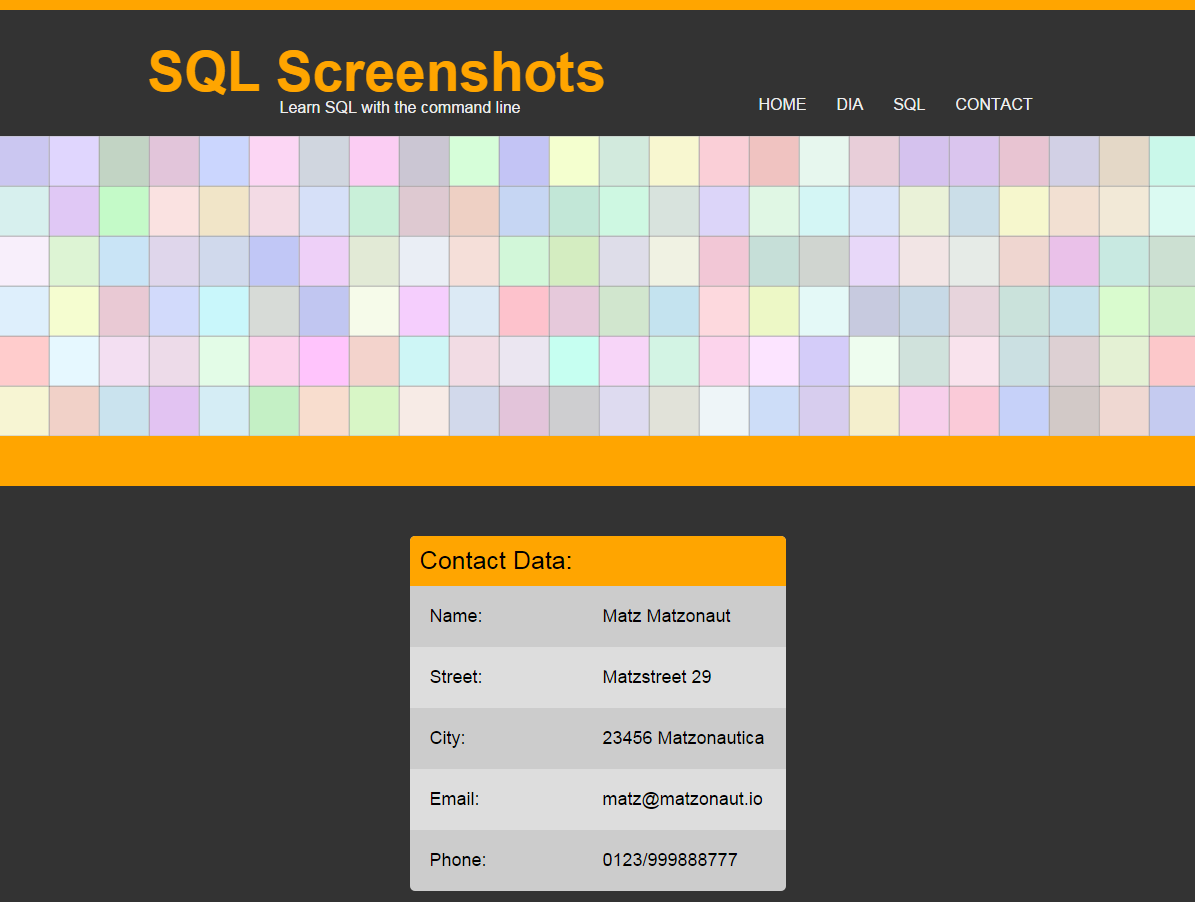 SQL Screenshots
Learn SQL with the command line
HOME DIA SQL CONTACT
Contact Data:
Name: Matz Matzonaut
Street: Matzstreet 29
City: 23456 Matzonautica
Email: matz@matzonaut.io
Phone: 0123/999888777